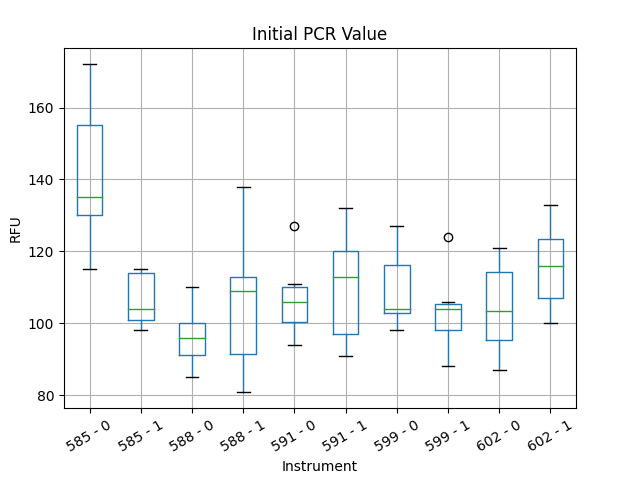 Initial PCR Value
RFU
160
140
120
100
80
585 - 0
585 - 1
588 - 0
588 - 1
591 - 0
591 - 1
599 - 0
599 - 1
602 - 0
602 - 1
Instrument